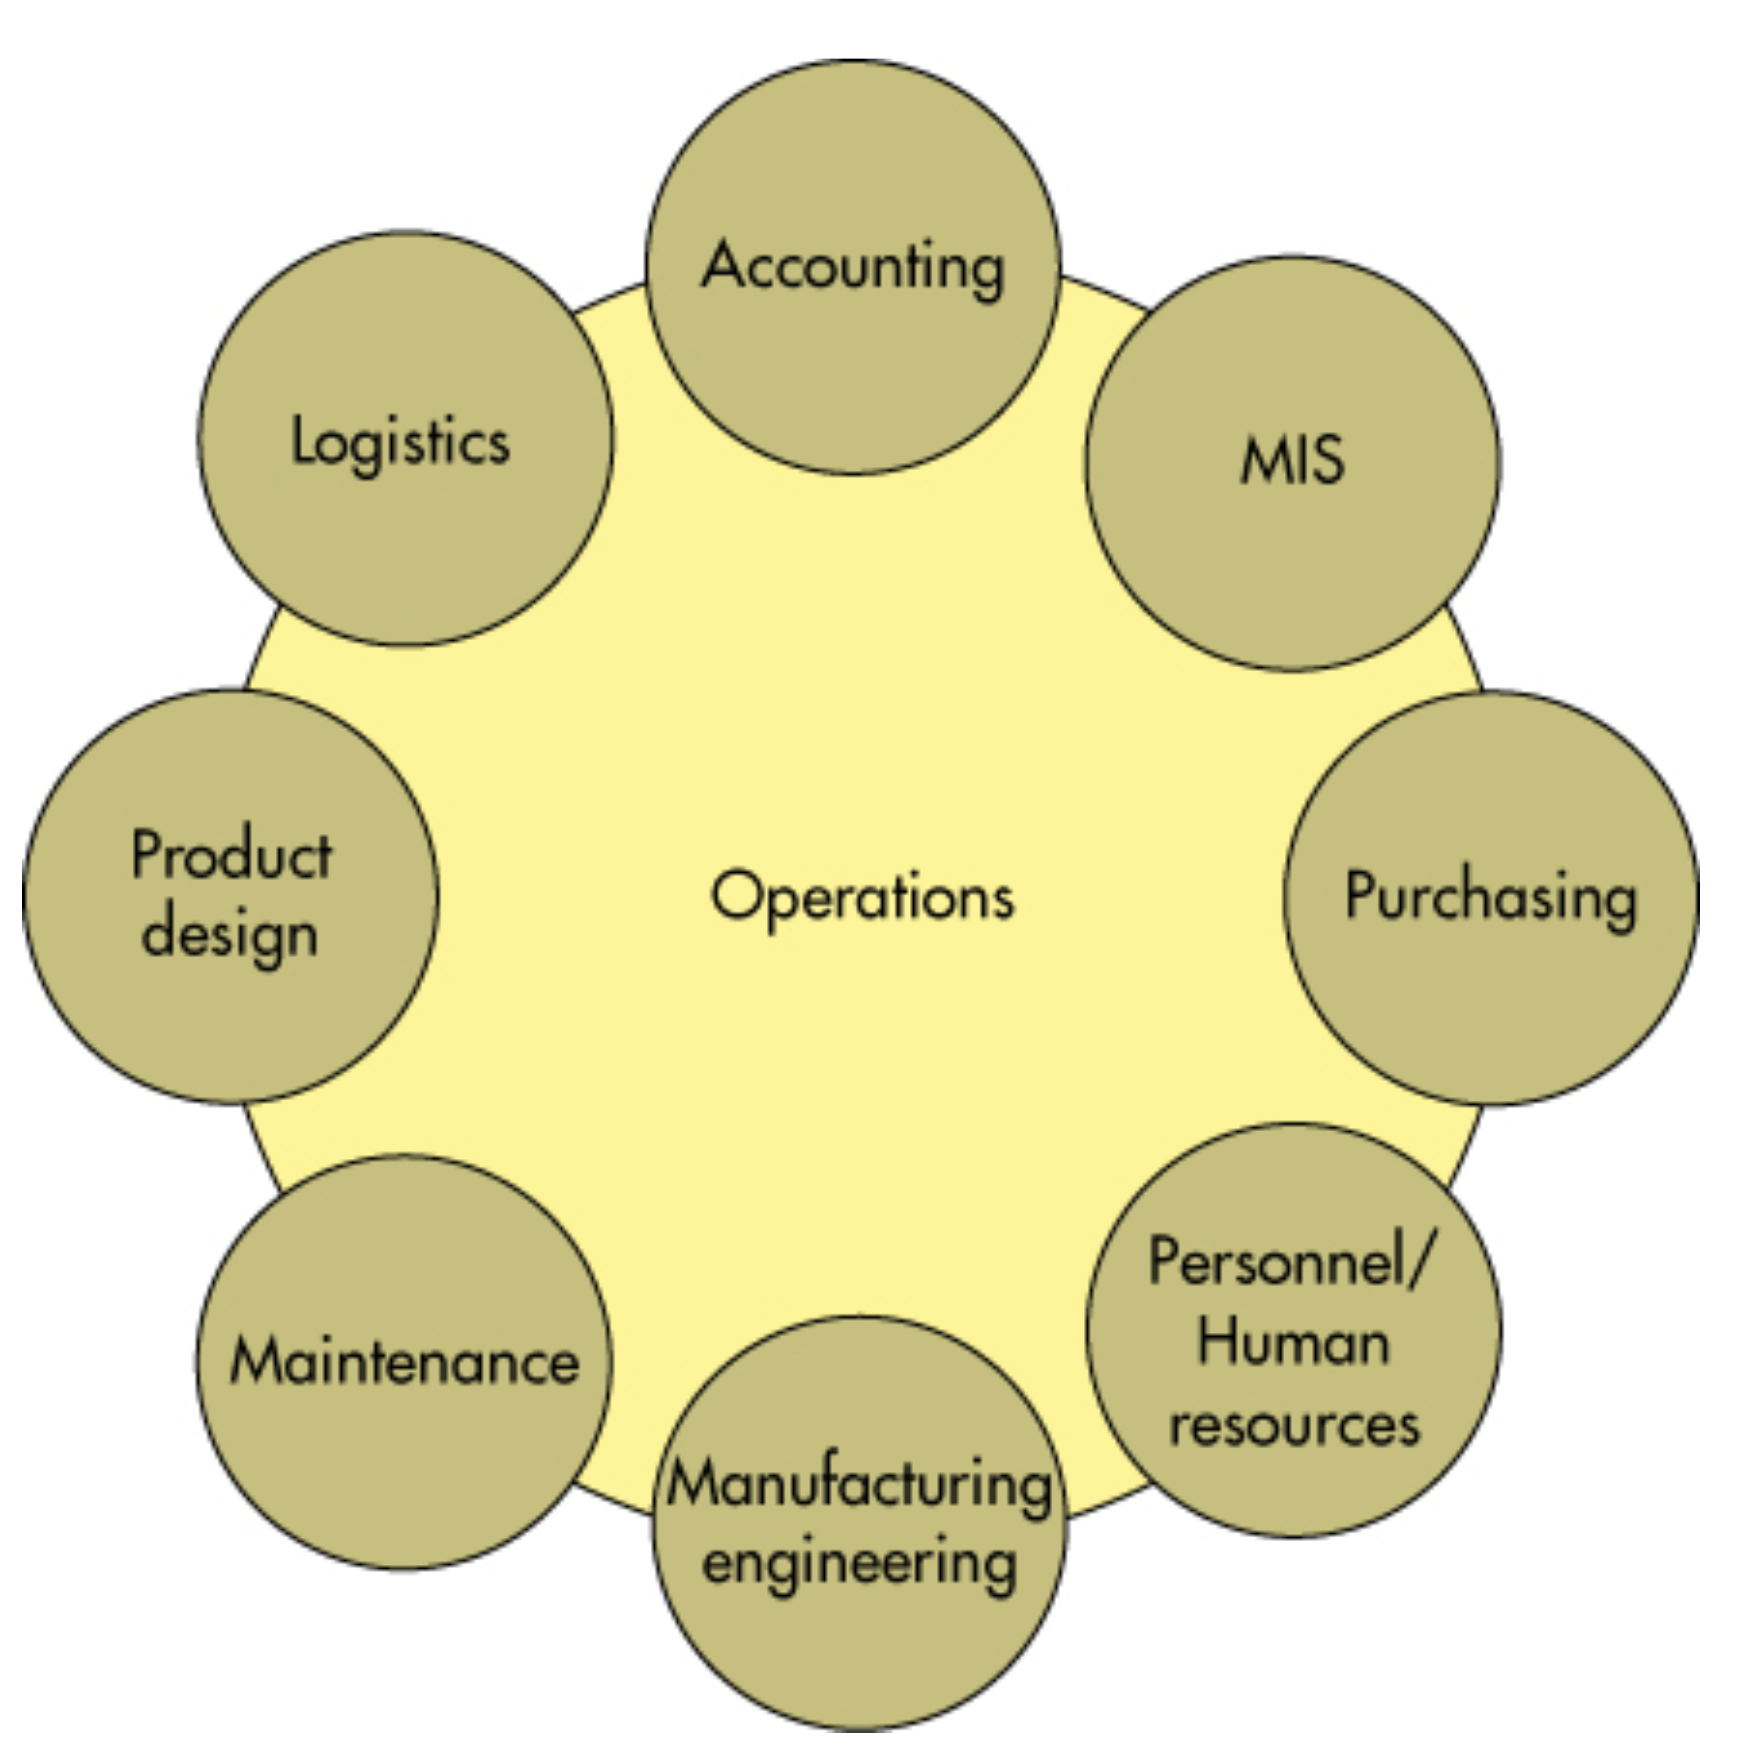 Accounting
Logistics
MIS
Product
design
Operations
Purchasing
Personnel/
Human
resources
Maintenance
Manufacturing
engineering